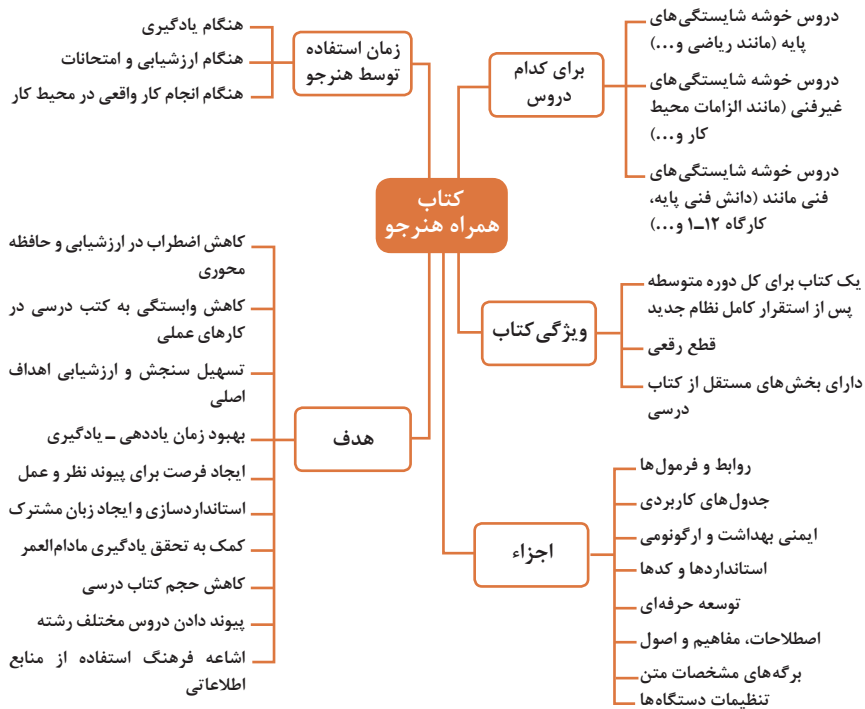 کتاب
همراه هنرجو
برای کدام
دروس
دروس خوشه شایستگی‌های
پایه (مانند ریاضی و...)
دروس خوشه شایستگی‌های
غیرفنی (مانند الزامات محیط
کار و...)
دروس خوشه شایستگی‌های
فنی مانند (دانش فنی پایه،
کارگاه ۱۲ـ۱ و...)
ویژگی کتاب
یک کتاب برای کل دوره متوسطه
پس از استقرار کامل نظام جدید
قطع رقعی
دارای بخش‌های مستقل از کتاب
درسی
اجزاء
روابط و فرمول‌ها
جدول‌های کاربردی
ایمنی بهداشت و ارگونومی
استانداردها و کدها
توسعه حرفه‌ای
اصطلاحات، مفاهیم و اصول
برگه‌های مشخصات متن
تنظیمات دستگاه‌ها
زمان استفاده
توسط هنرجو
هنگام یادگیری
هنگام ارزشیابی و امتحانات
هنگام انجام کار واقعی در محیط کار
هدف
کاهش اضطراب در ارزشیابی و حافظه
محوری
کاهش وابستگی به کتب درسی در
کارهای عملی
تسهیل سنجش و ارزشیابی اهداف
اصلی
بهبود زمان یاددهی ـ یادگیری
ایجاد فرصت برای پیوند نظر و عمل
استانداردسازی و ایجاد زبان مشترک
کمک به تحقق یادگیری مادام‌العمر
کاهش حجم کتاب درسی
پیوند دادن دروس مختلف رشته
اشاعه فرهنگ استفاده از منابع
اطلاعاتی